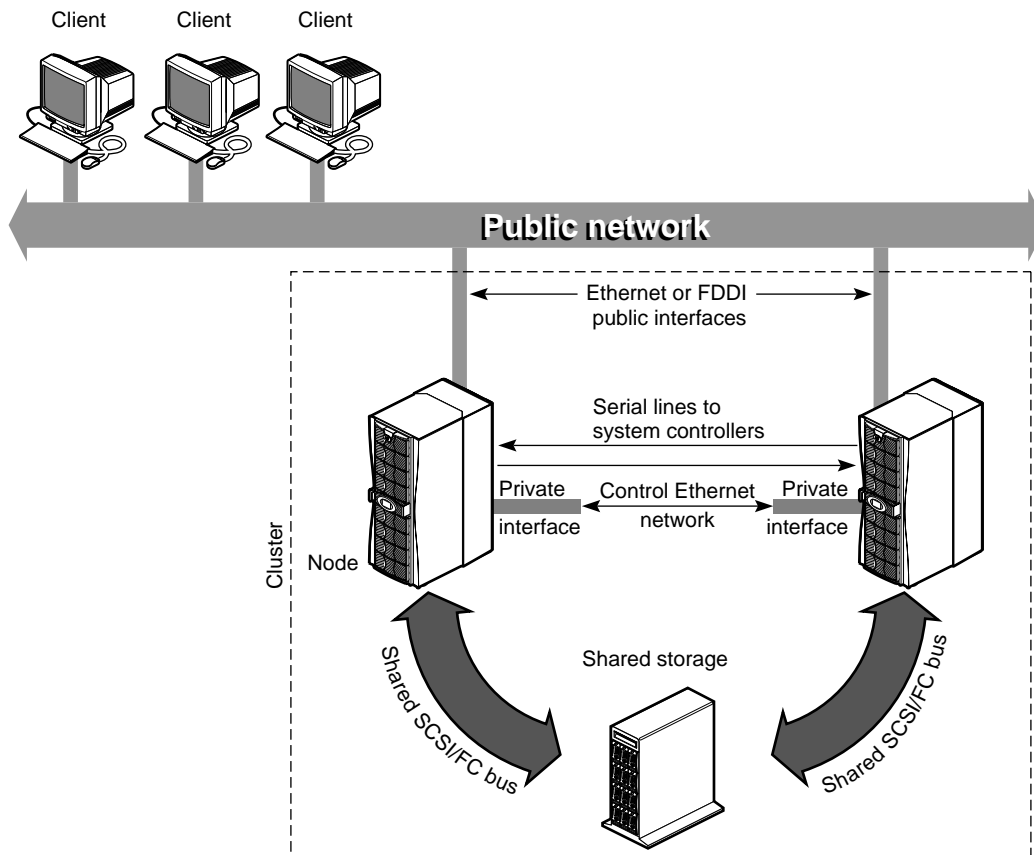 Client
Client
Client
Public network
Ethernet or FDDI
public interfaces
Serial lines to
system controllers
Private
interface
Control Ethernet
network
Private
interface
Cluster
Node
Shared storage
Shared SCSI/FC bus
Shared SCSI/FC bus